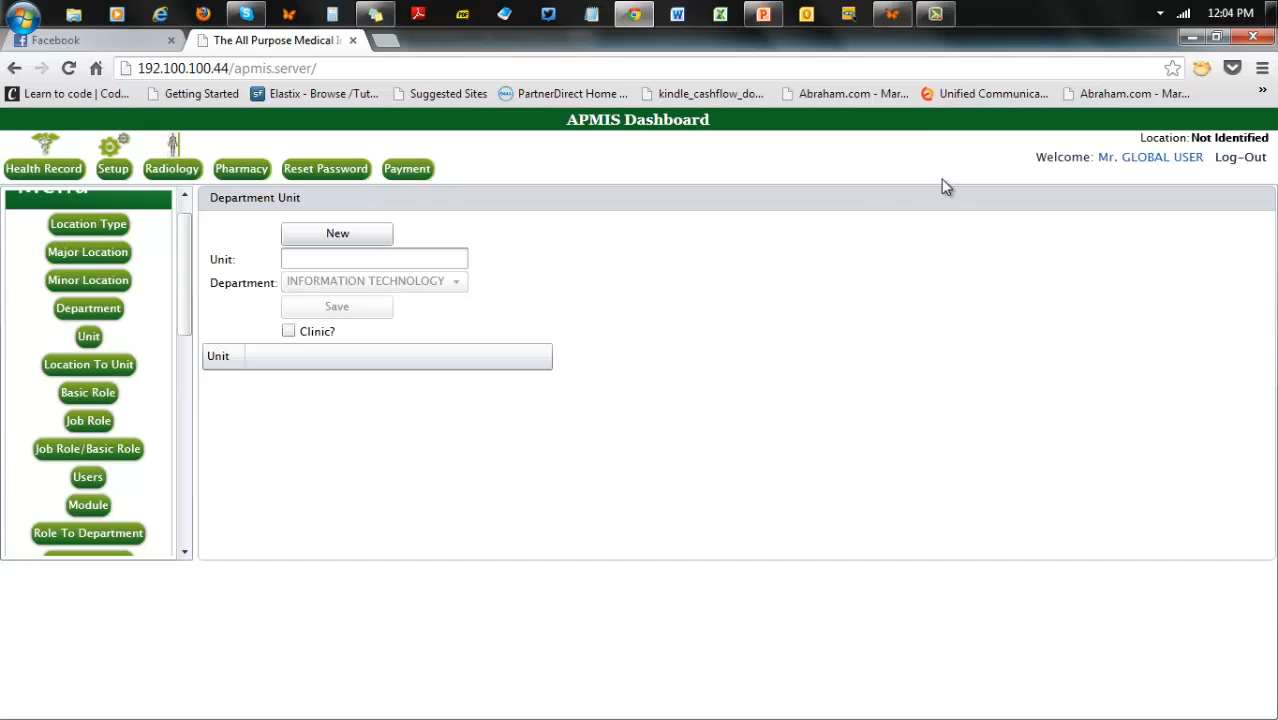 12:04 PM
Facebook
The All Purpose Medical I
192.100.100.44/apmis.server/
Learn to code | Cod...
Getting Started
Elastix - Browse /Tut...
Suggested Sites
PartnerDirect Home ...
kindle_cashflow_do...
Abraham.com - Mar...
Unified Communica...
Abraham.com - Mar...
APMIS Dashboard
Location: Not Identified
Welcome: Mr. GLOBAL USER Log-Out
Health Record
Setup
Radiology
Pharmacy
Reset Password
Payment
Menu
Location Type
Major Location
Minor Location
Department
Unit
Location To Unit
Basic Role
Job Role
Job Role/Basic Role
Users
Module
Role To Department
Department Unit
New
Unit:
Department: INFORMATION TECHNOLOGY
Save
Clinic?
Unit